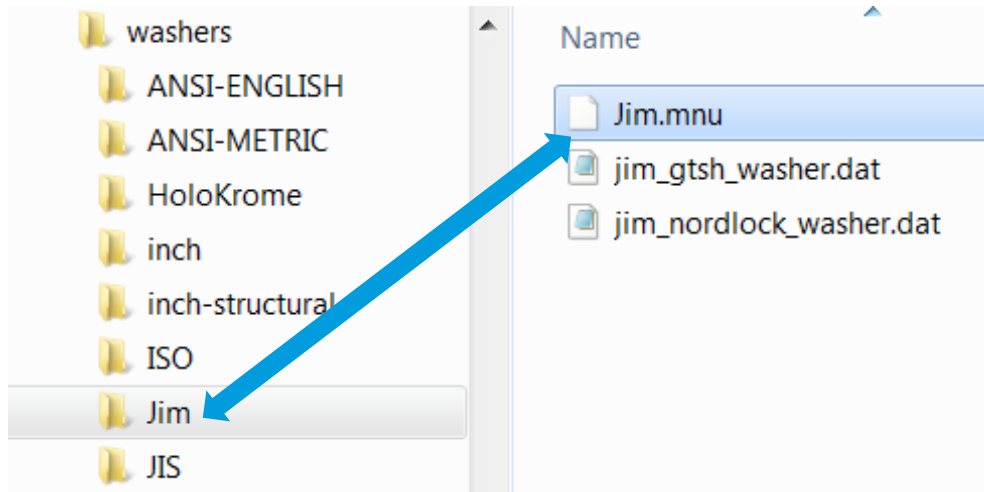 washers
ANSI-ENGLISH
ANSI-METRIC
HoloKrome
inch
inch-structural
ISO
Jim
JIS
Name
Jim.mnu
jim_gtsh_washer.dat
jim_nordlock_washer.dat